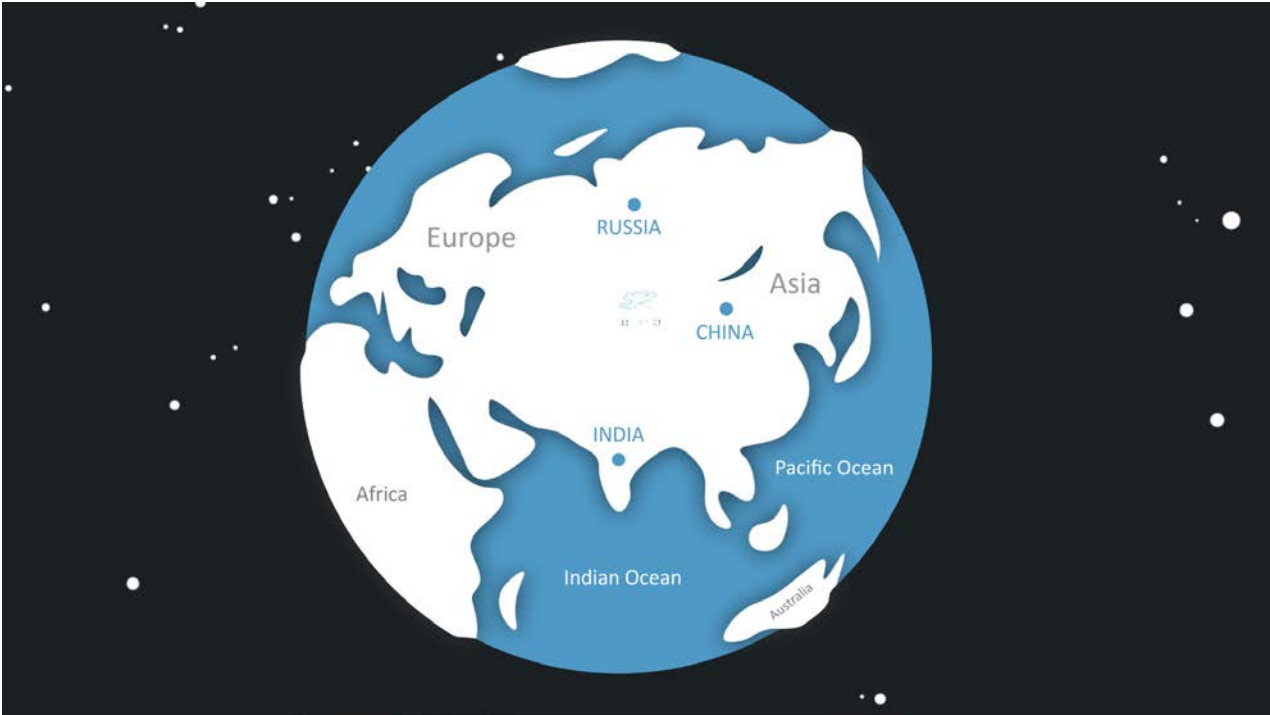 Europe
RUSSIA
Asia
CHINA
INDIA
Pacific Ocean
Africa
Indian Ocean
Australia